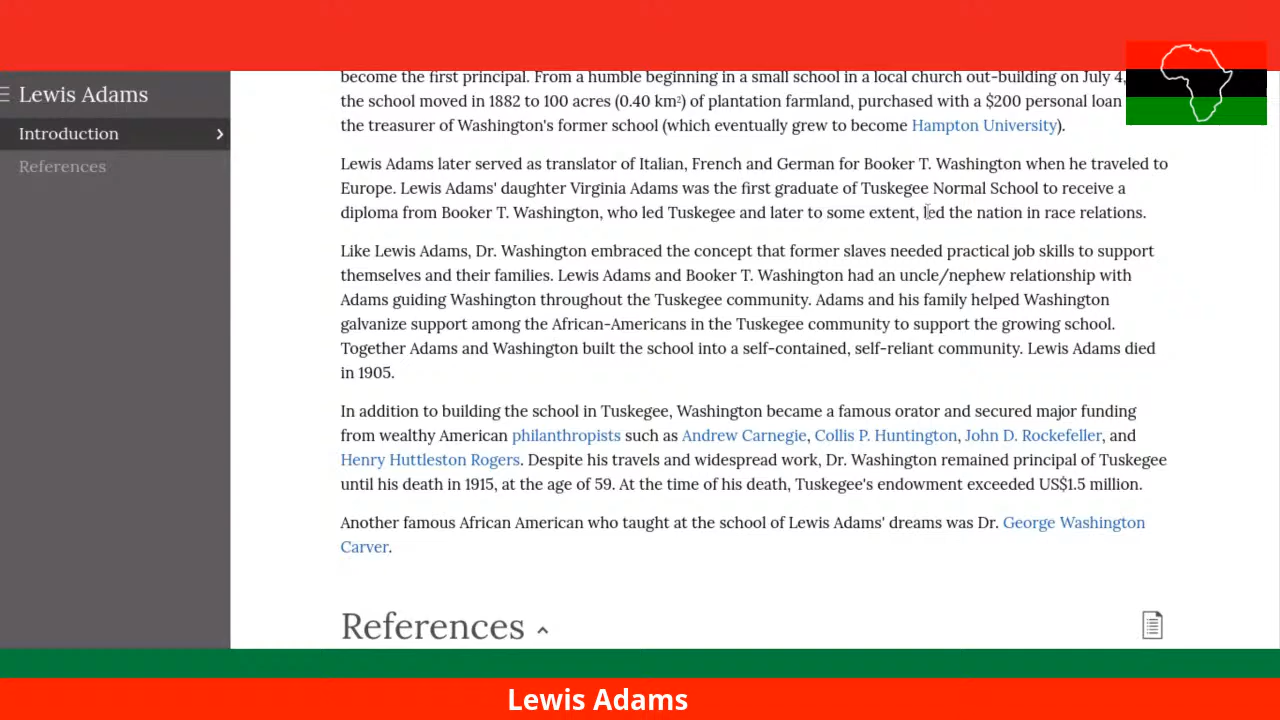 Lewis Adams
Introduction
References
become the first principal. From a humble beginning in a small school in a local church out-building on July 4,
the school moved in 1882 to 100 acres (0.40 km²) of plantation farmland, purchased with a $200 personal loan
the treasurer of Washington's former school (which eventually grew to become Hampton University).
Lewis Adams later served as translator of Italian, French and German for Booker T. Washington when he traveled to
Europe. Lewis Adams' daughter Virginia Adams was the first graduate of Tuskegee Normal School to receive a
diploma from Booker T. Washington, who led Tuskegee and later to some extent, led the nation in race relations.
Like Lewis Adams, Dr. Washington embraced the concept that former slaves needed practical job skills to support
themselves and their families. Lewis Adams and Booker T. Washington had an uncle/nephew relationship with
Adams guiding Washington throughout the Tuskegee community. Adams and his family helped Washington
galvanize support among the African-Americans in the Tuskegee community to support the growing school.
Together Adams and Washington built the school into a self-contained, self-reliant community. Lewis Adams died
in 1905.
In addition to building the school in Tuskegee, Washington became a famous orator and secured major funding
from wealthy American philanthropists such as Andrew Carnegie, Collis P. Huntington, John D. Rockefeller, and
Henry Huttleston Rogers. Despite his travels and widespread work, Dr. Washington remained principal of Tuskegee
until his death in 1915, at the age of 59. At the time of his death, Tuskegee's endowment exceeded US$1.5 million.
Another famous African American who taught at the school of Lewis Adams' dreams was Dr. George Washington
Carver.
References
Lewis Adams